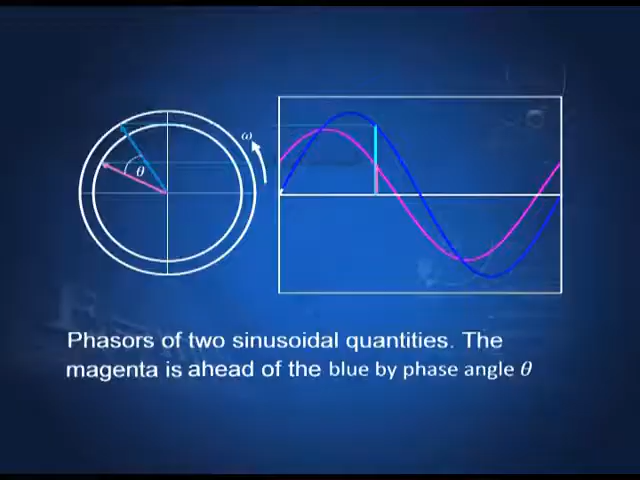 ω
θ
Phasors of two sinusoidal quantities. The
magenta is ahead of the blue by phase angle θ